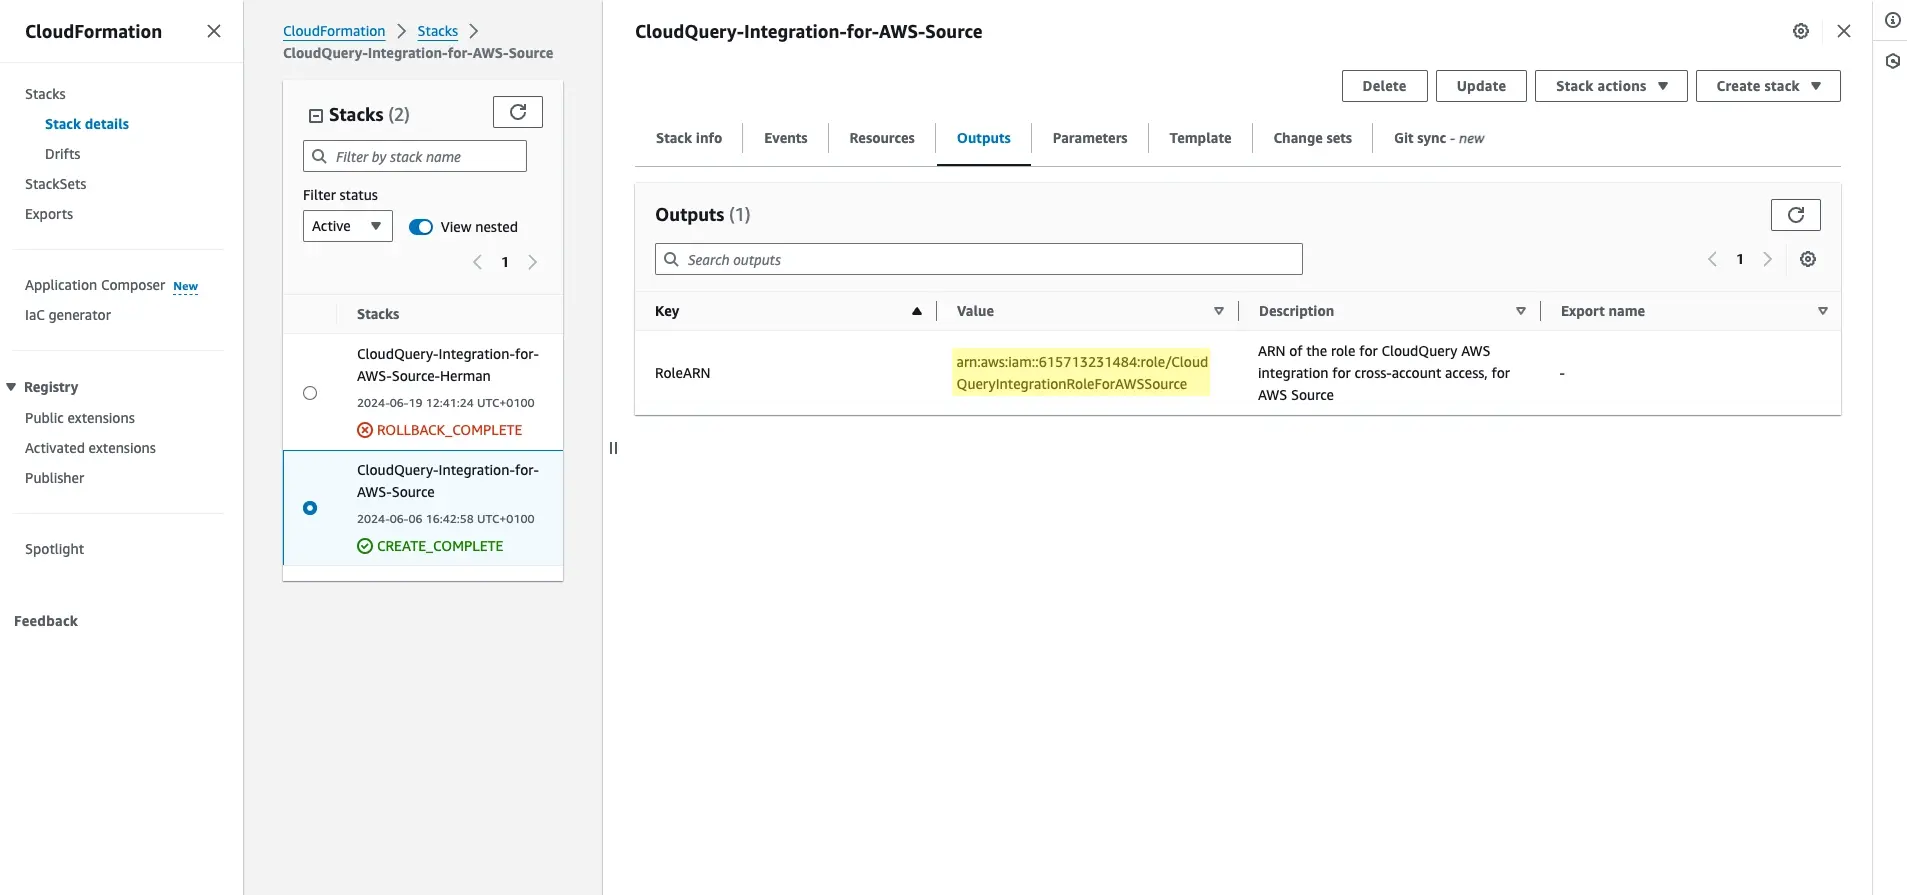 CloudFormation
Stacks
Stack details
Drifts
StackSets
Exports
Application Composer New
IaC generator
Registry
Public extensions
Activated extensions
Publisher
Spotlight
Feedback
CloudFormation
Stacks
CloudQuery-Integration-for-AWS-Source
Stacks (2)
Filter by stack name
Filter status
Active
View nested
1
Stacks
CloudQuery-Integration-for-
AWS-Source-Herman
2024-06-19 12:41:24 UTC+0100
ROLLBACK_COMPLETE
CloudQuery-Integration-for-
AWS-Source
2024-06-06 16:42:58 UTC+0100
CREATE_COMPLETE
CloudQuery-Integration-for-AWS-Source
Delete
Update
Stack actions
Create stack
Stack info
Events
Resources
Outputs
Parameters
Template
Change sets
Git sync - new
Outputs (1)
Search outputs
1
Key
Value
Description
Export name
RoleARN
arn:aws:iam::615713231484:role/Cloud
QueryIntegrationRoleForAWSSource
ARN of the role for CloudQuery AWS
integration for cross-account access, for
AWS Source
-